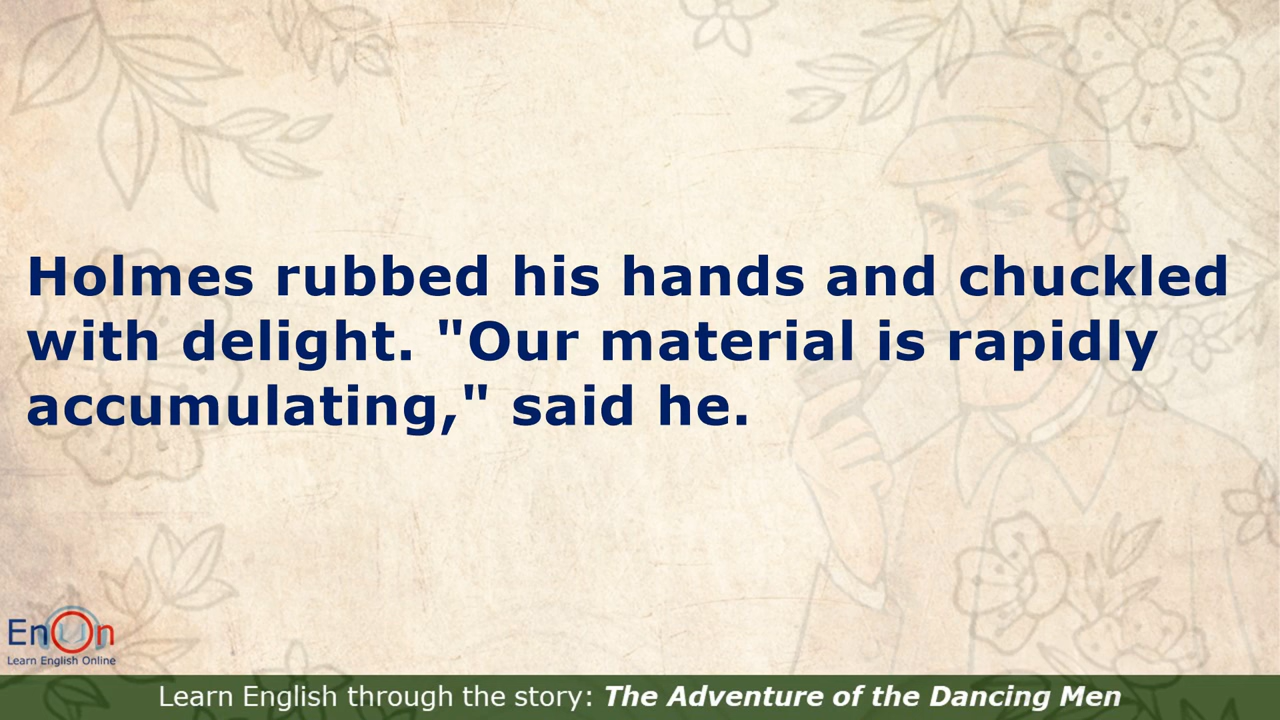 Holmes rubbed his hands and chuckled
with delight. "Our material is rapidly
accumulating," said he.
EnOn
Learn English Online
Learn English through the story: The Adventure of the Dancing Men